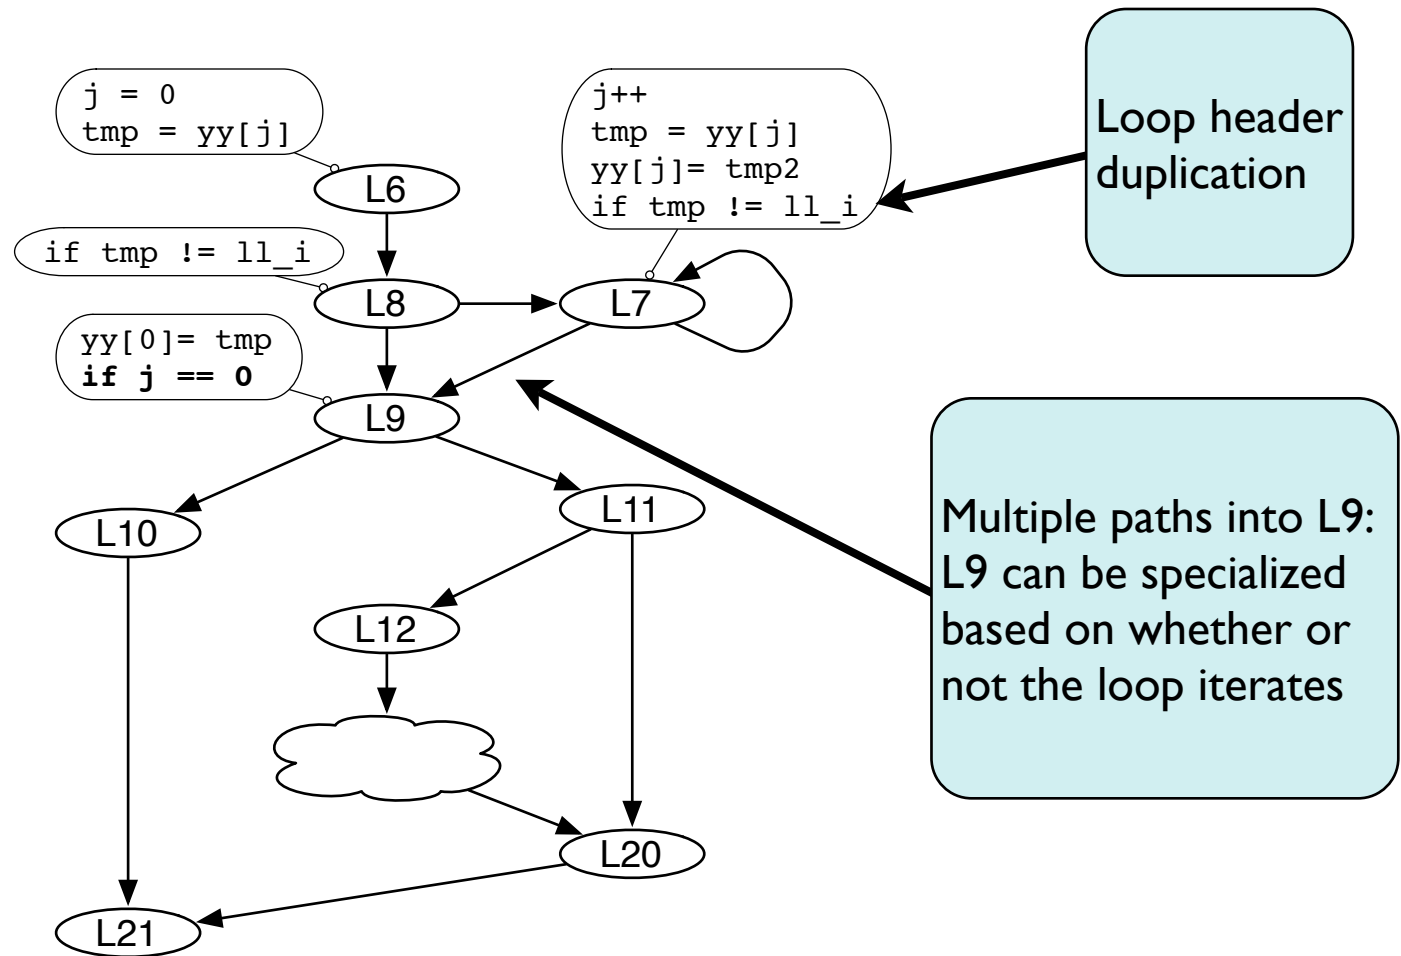 j = 0
tmp = yy[j]
j++
tmp = yy[j]
yy[j]= tmp2
if tmp != ll_i
Loop header
duplication
L6
if tmp != ll_i
L8
L7
yy[0]= tmp
if j == 0
L9
L10
L11
Multiple paths into L9:
L9 can be specialized
based on whether or
not the loop iterates
L12
L20
L21